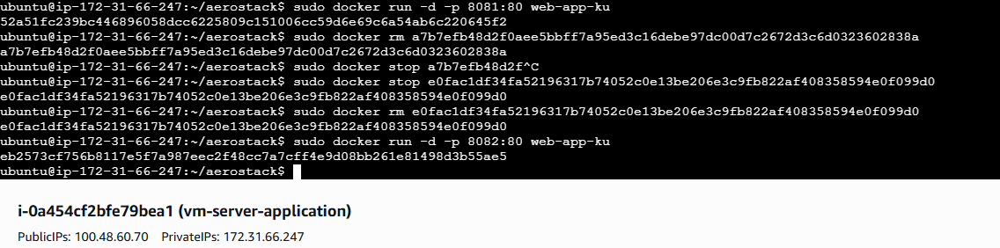 ubuntu@ip-172-31-66-247:~/aerostack$ sudo docker run -d -p 8081:80 web-app-ku
52a51fc239bc446896058dcc6225809c151006cc59d6e69c6a54ab6c220645f2
ubuntu@ip-172-31-66-247:~/aerostack$ sudo docker rm a7b7efb48d2f0aee5bbff7a95ed3c16debe97dc00d7c2672d3c6d0323602838a
a7b7efb48d2f0aee5bbff7a95ed3c16debe97dc00d7c2672d3c6d0323602838a
ubuntu@ip-172-31-66-247:~/aerostack$ sudo docker stop a7b7efb48d2f^C
ubuntu@ip-172-31-66-247:~/aerostack$ sudo docker stop e0fac1df34fa52196317b74052c0e13be206e3c9fb822af408358594e0f099d0
e0fac1df34fa52196317b74052c0e13be206e3c9fb822af408358594e0f099d0
ubuntu@ip-172-31-66-247:~/aerostack$ sudo docker rm e0fac1df34fa52196317b74052c0e13be206e3c9fb822af408358594e0f099d0
e0fac1df34fa52196317b74052c0e13be206e3c9fb822af408358594e0f099d0
ubuntu@ip-172-31-66-247:~/aerostack$ sudo docker run -d -p 8082:80 web-app-ku
eb2573cf756b8117e5f7a987eec2f48cc7a7cff4e9d08bb261e81498d3b55ae5
ubuntu@ip-172-31-66-247:~/aerostack$
i-0a454cf2bfe79bea1 (vm-server-application)
PublicIPs: 100.48.60.70 PrivateIPs: 172.31.66.247